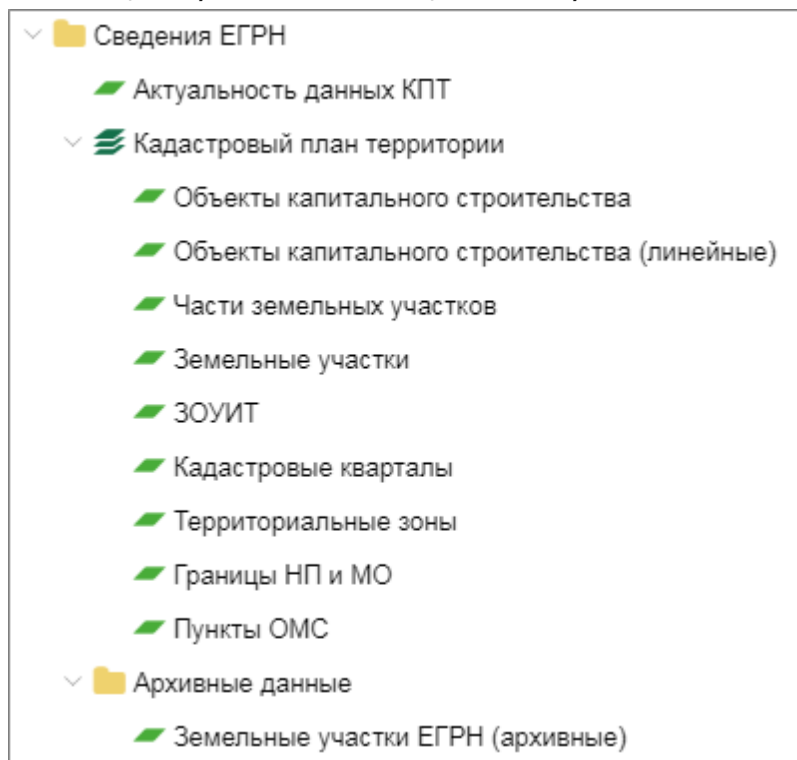 Сведения ЕГРН
Актуальность данных КПТ
Кадастровый план территории
Объекты капитального строительства
Объекты капитального строительства (линейные)
Части земельных участков
Земельные участки
ЗОУИТ
Кадастровые кварталы
Территориальные зоны
Границы НП и МО
Пункты ОМС
Архивные данные
Земельные участки ЕГРН (архивные)